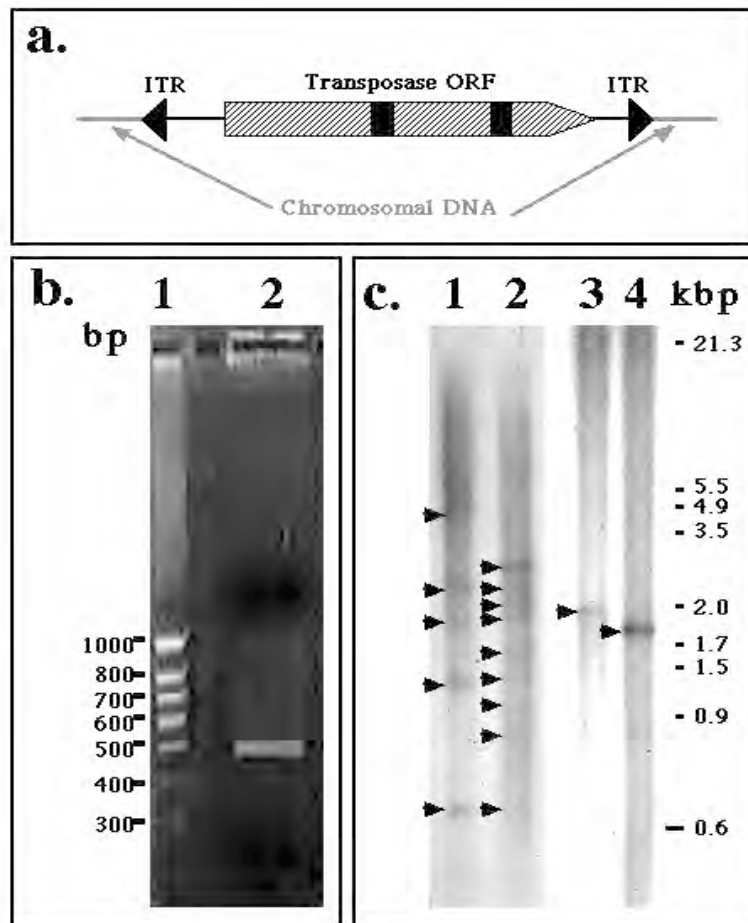 a.
ITR Transposase ORF ITR
Chromosomal DNA
b. 1 2
bp
1000
800
700
600
500
400
300
c. 1 2 3 4 kbp
21.3
5.5
4.9
3.5
2.0
1.7
1.5
0.9
0.6